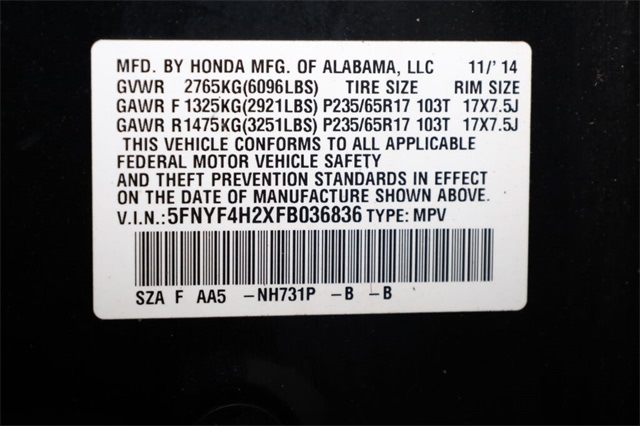 MFD. BY HONDA MFG. OF ALABAMA, LLC 11/'14
GVWR 2765KG(6096LBS) TIRE SIZE RIM SIZE
GAWR F 1325KG(2921LBS) P235/65R17 103T 17X7.5J
GAWR R1475KG(3251LBS) P235/65R17 103T 17X7.5J
THIS VEHICLE CONFORMS TO ALL APPLICABLE
FEDERAL MOTOR VEHICLE SAFETY
AND THEFT PREVENTION STANDARDS IN EFFECT
ON THE DATE OF MANUFACTURE SHOWN ABOVE.
V.I.N.:5FNYF4H2XFB036836 TYPE: MPV
SZA F AA5 -NH731P -B -B